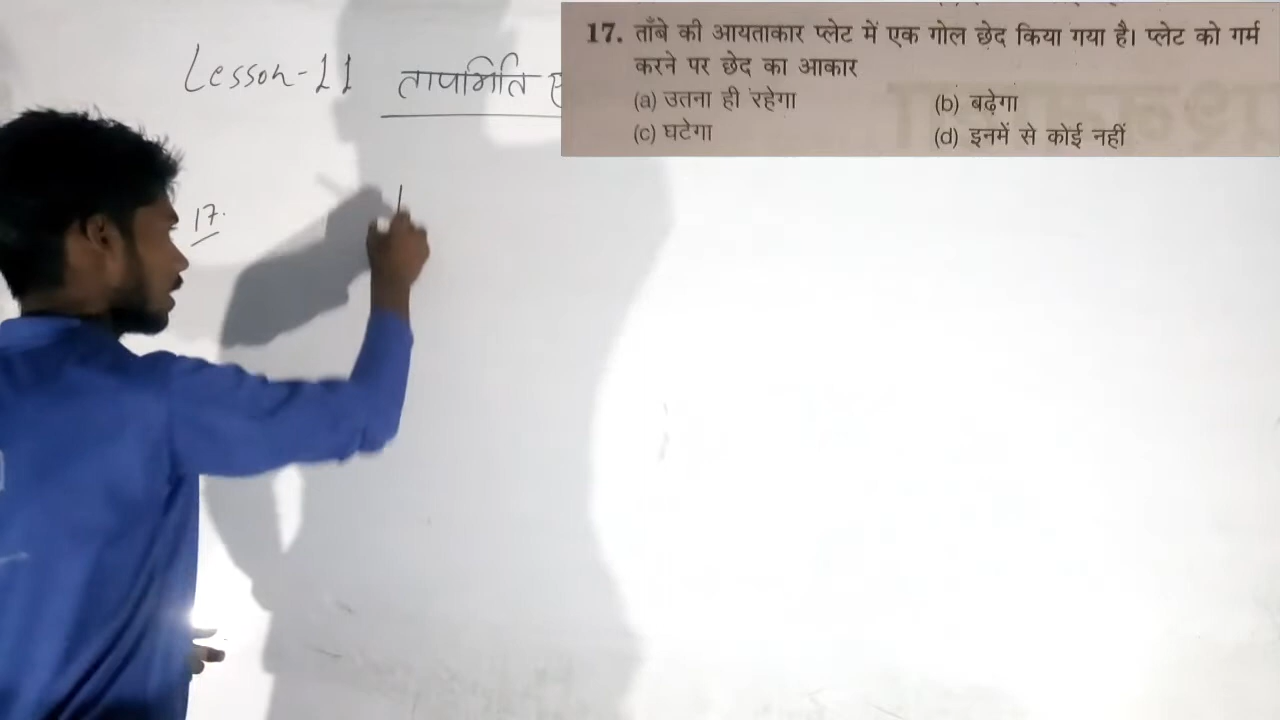 Lesson-11 तापमिति
17. ताँबे की आयताकार प्लेट में एक गोल छेद किया गया है। प्लेट को गर्म
करने पर छेद का आकार
(a) उतना ही रहेगा (b) बढ़ेगा
(c) घटेगा (d) इनमें से कोई नहीं
17.